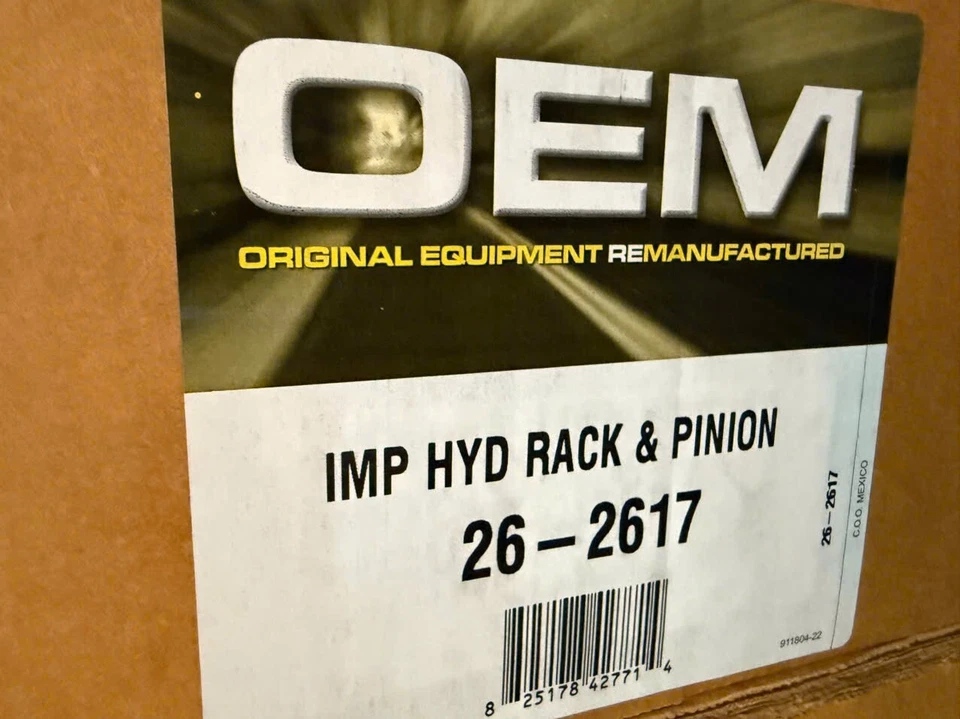 OEM
ORIGINAL EQUIPMENT REMANUFACTURED
IMP HYD RACK & PINION
26-2617
26-2617
C.O.O. MEXICO
8 25178 42771 4
911804-22